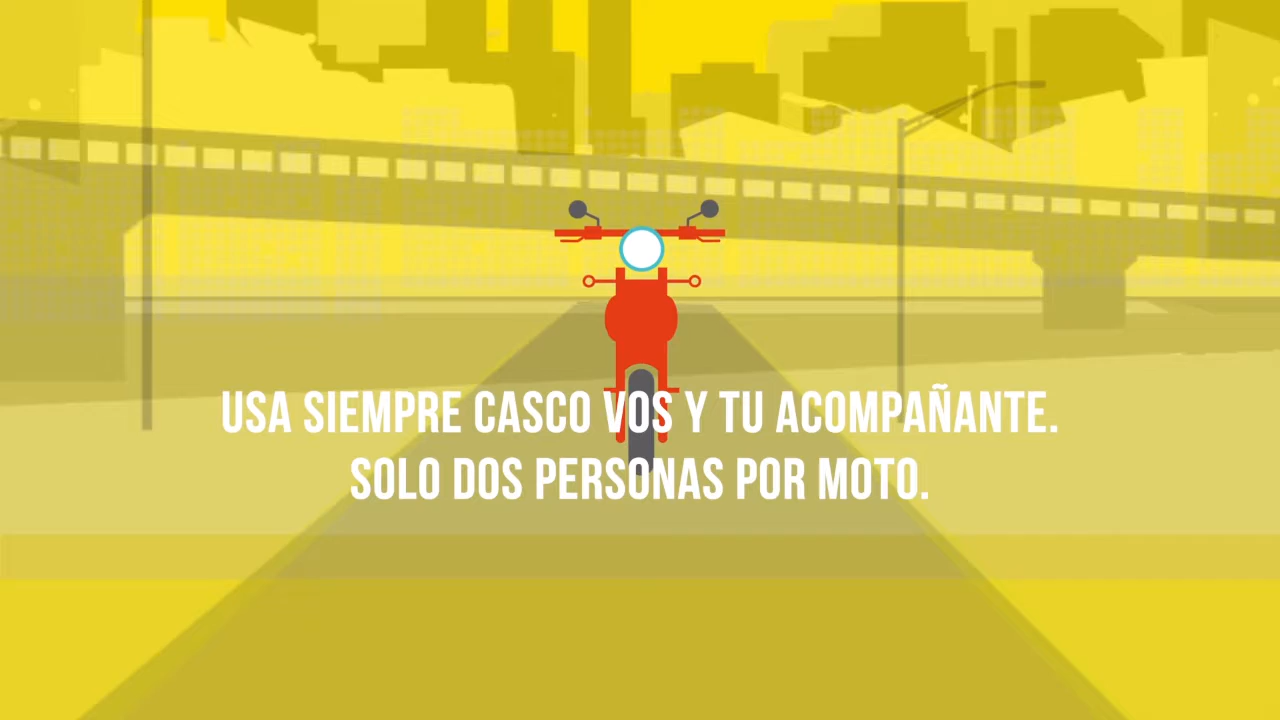 USA SIEMPRE CASCO VOS Y TU ACOMPAÑANTE.
SOLO DOS PERSONAS POR MOTO.